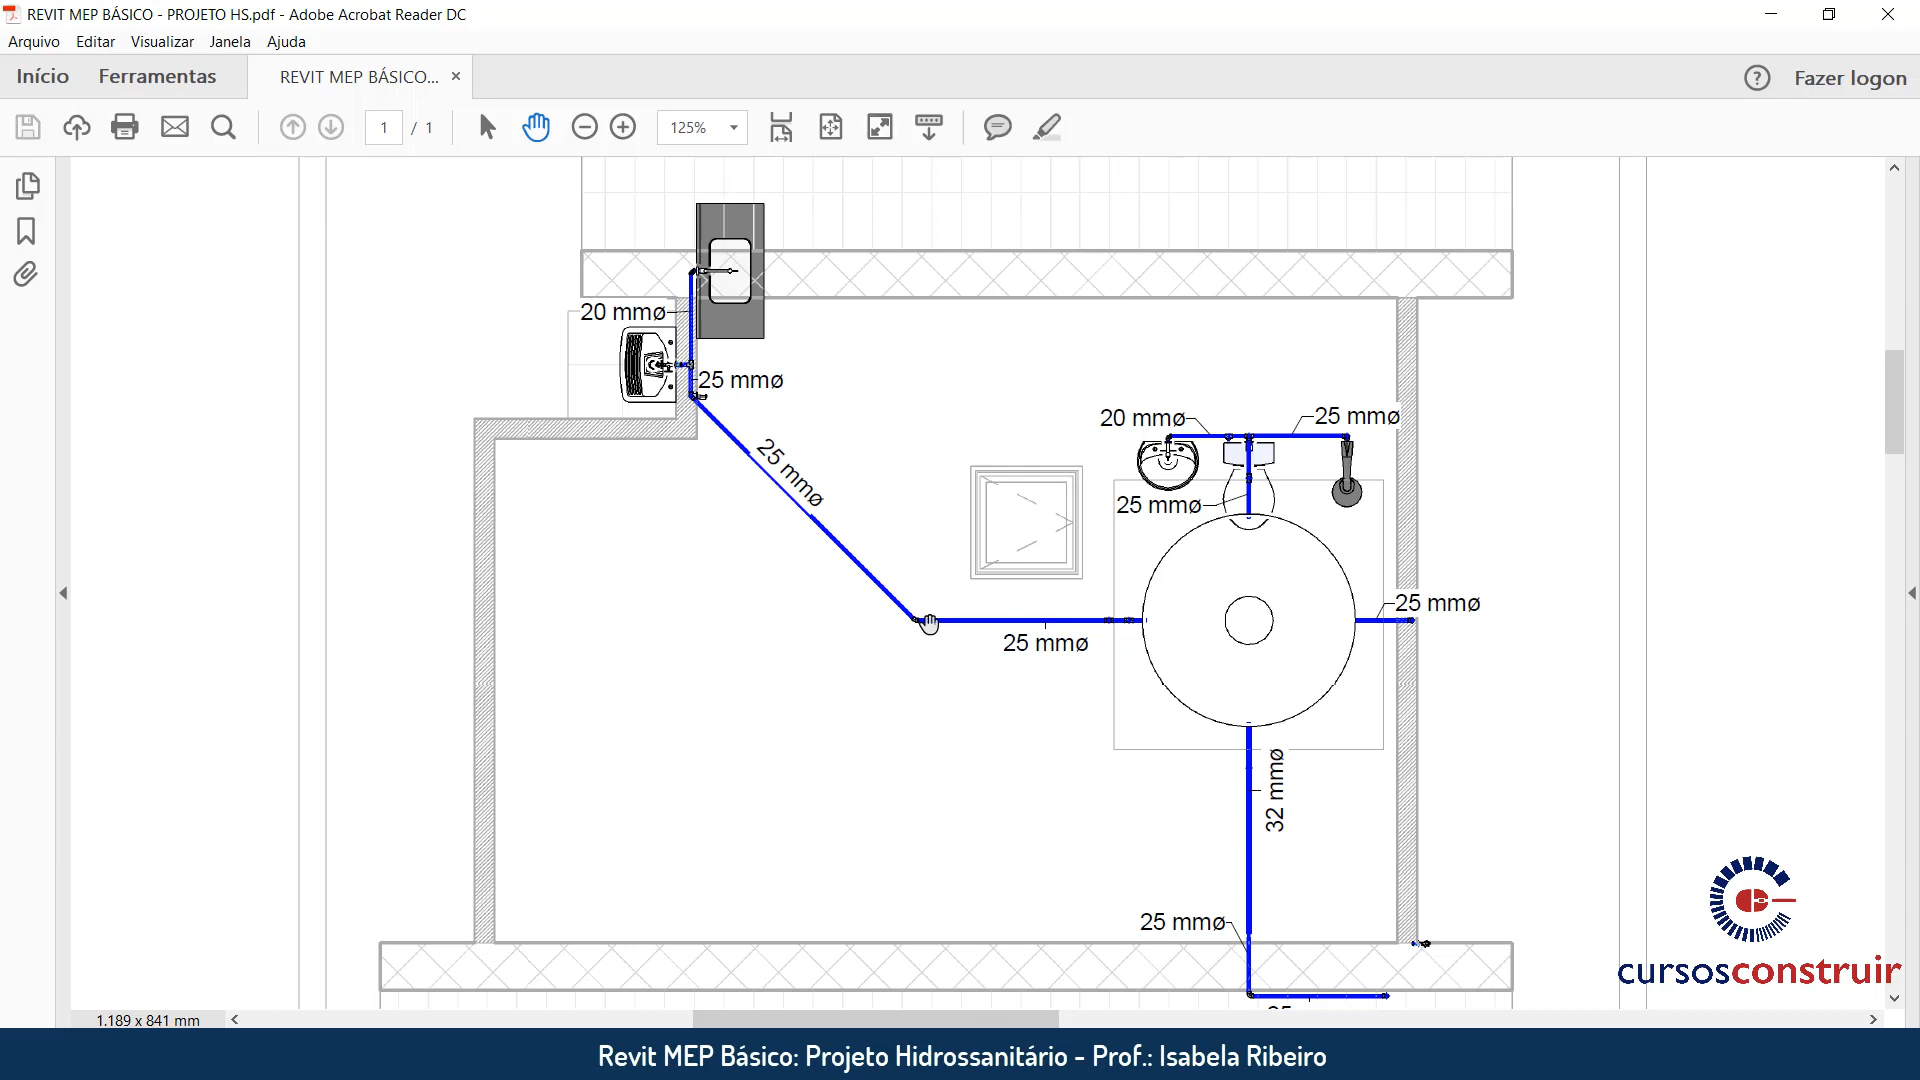 REVIT MEP BÁSICO - PROJETO HS.pdf - Adobe Acrobat Reader DC
Arquivo Editar Visualizar Janela Ajuda
Início Ferramentas REVIT MEP BÁSICO... × Fazer logon
1 / 1 125%
20 mmø
25 mmø
20 mmø
25 mmø
25 mmø
25 mmø
25 mmø
25 mmø
32 mmø
25 mmø
cursosconstruir
1.189 x 841 mm
Revit MEP Básico: Projeto Hidrossanitário - Prof.: Isabela Ribeiro